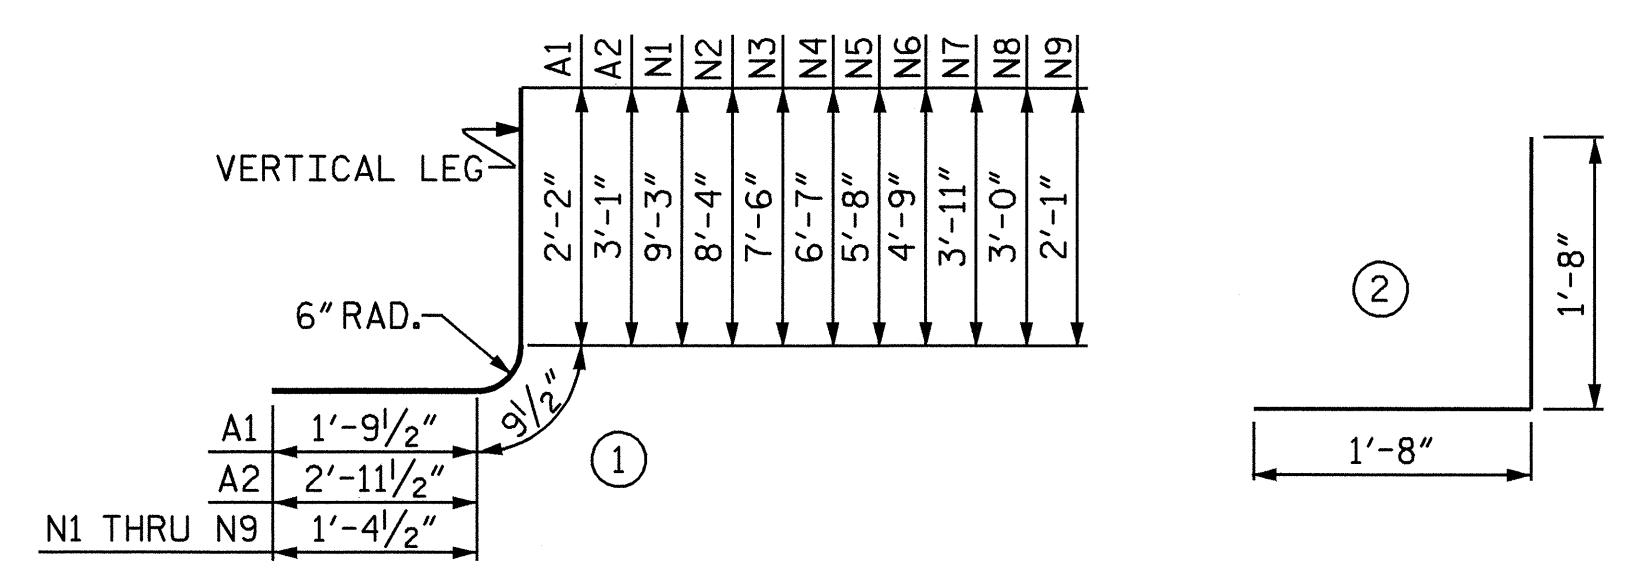 A1
A2
N1
N2
N3
N4
N5
N6
N7
N8
N9
VERTICAL LEG
2'-2"
3'-1"
9'-3"
8'-4"
7'-6"
6'-7"
5'-8"
4'-9"
3'-11"
3'-0"
2'-1"
6" RAD.
9 1/2"
A1 1'-9 1/2"
A2 2'-11 1/2"
N1 THRU N9 1'-4 1/2"
1
2
1'-8"
1'-8"